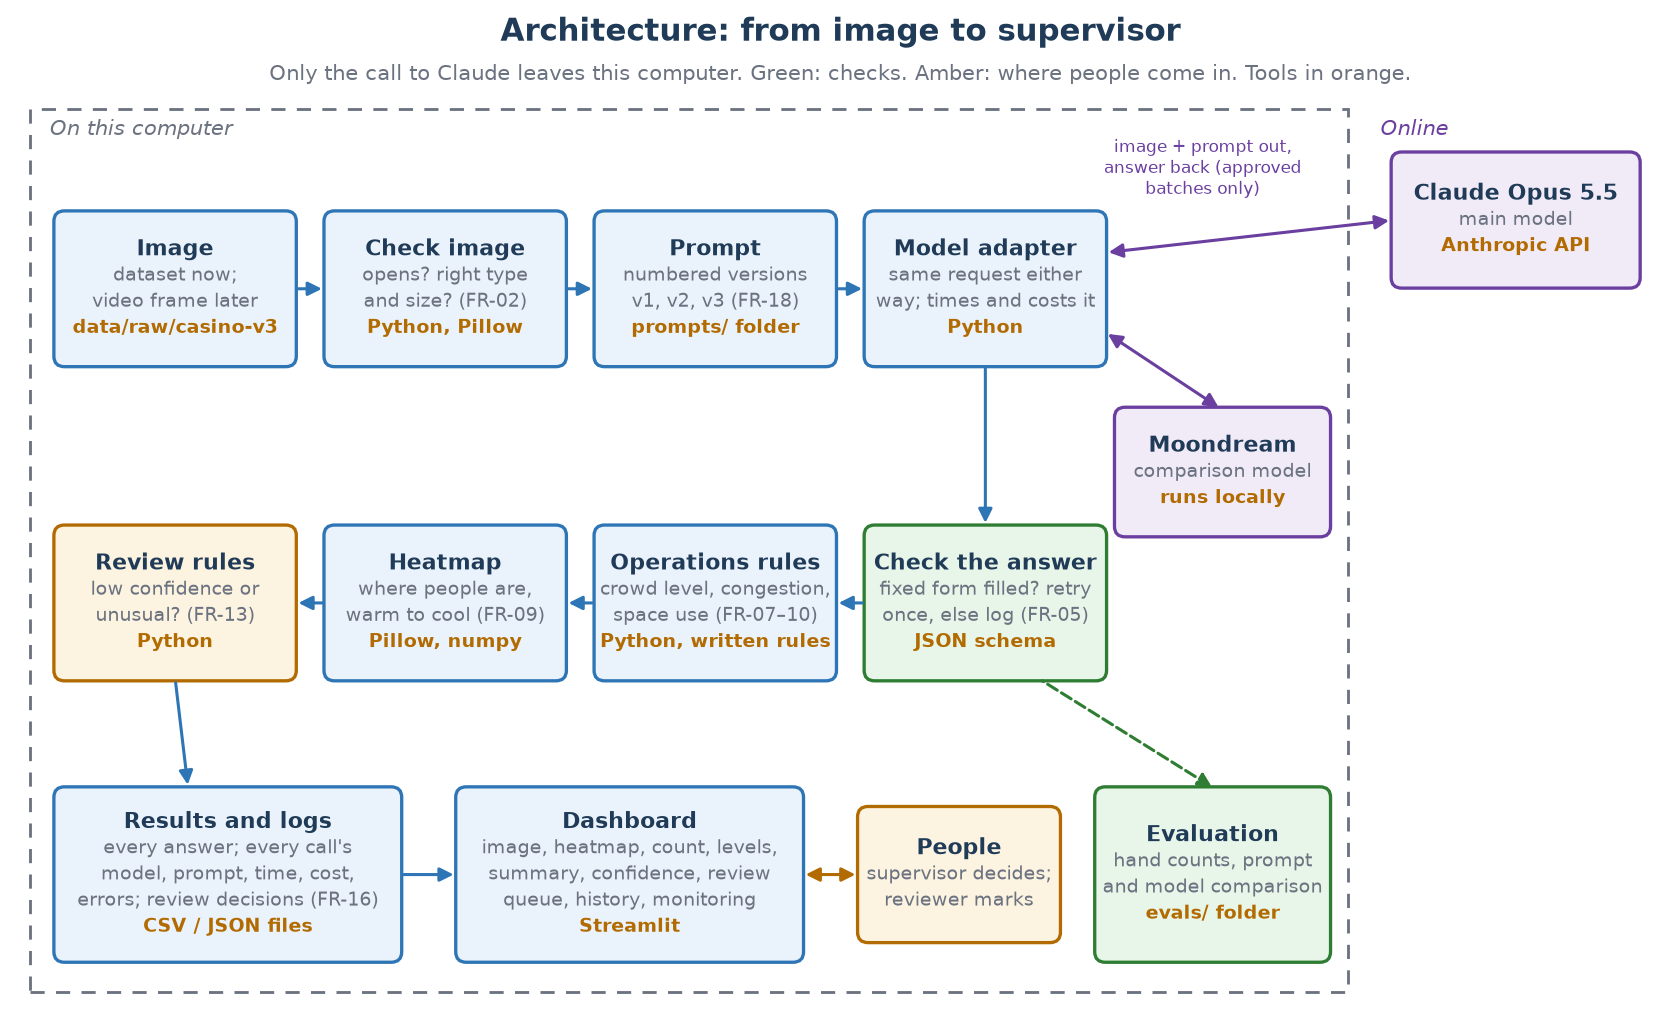 Architecture: from image to supervisor
Only the call to Claude leaves this computer. Green: checks. Amber: where people come in. Tools in orange.
On this computer
Online
image + prompt out,
answer back (approved
batches only)
Claude Opus 5.5
main model
Anthropic API
Image
dataset now;
video frame later
data/raw/casino-v3
Check image
opens? right type
and size? (FR-02)
Python, Pillow
Prompt
numbered versions
v1, v2, v3 (FR-18)
prompts/ folder
Model adapter
same request either
way; times and costs it
Python
Moondream
comparison model
runs locally
Review rules
low confidence or
unusual? (FR-13)
Python
Heatmap
where people are,
warm to cool (FR-09)
Pillow, numpy
Operations rules
crowd level, congestion,
space use (FR-07–10)
Python, written rules
Check the answer
fixed form filled? retry
once, else log (FR-05)
JSON schema
Results and logs
every answer; every call's
model, prompt, time, cost,
errors; review decisions (FR-16)
CSV / JSON files
Dashboard
image, heatmap, count, levels,
summary, confidence, review
queue, history, monitoring
Streamlit
People
supervisor decides;
reviewer marks
Evaluation
hand counts, prompt
and model comparison
evals/ folder